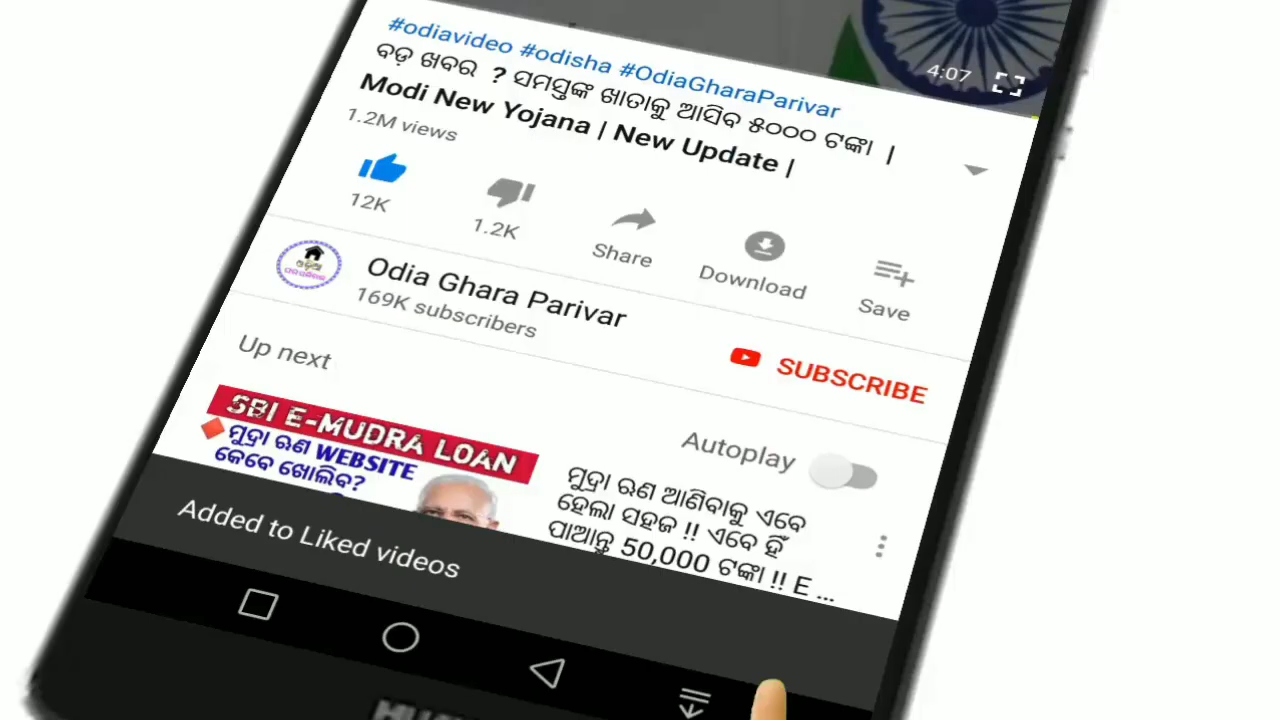 4:07
#odiavideo #odisha #OdiaGharaParivar
ବଡ଼ ଖବର ? ସମସ୍ତଙ୍କ ଖାତାକୁ ଆସିବ ୫୦୦୦ ଟଙ୍କା |
Modi New Yojana | New Update |
1.2M views
12K
1.2K
Share
Download
Save
Odia Ghara Parivar
169K subscribers
SUBSCRIBE
Up next
Autoplay
SBI E-MUDRA LOAN
ମୁଦ୍ରା ଋଣ WEBSITE
କେବେ ଖୋଲିବ?
ମୁଦ୍ରା ଋଣ ଆଣିବାକୁ ଏବେ
ହେଲା ସହଜ !! ଏବେ ହିଁ
ପାଆନ୍ତୁ 50,000 ଟଙ୍କା !! E ...
Added to Liked videos